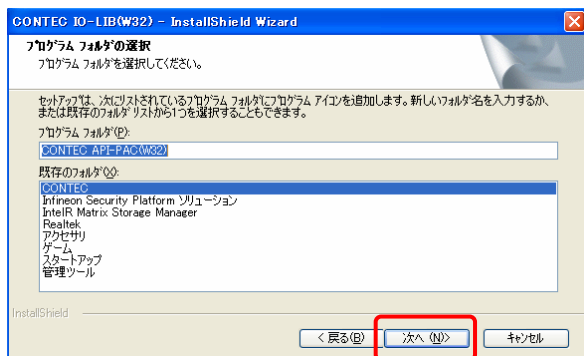 CONTEC IO-LIB(W32) - InstallShield Wizard
ﾌﾟﾛｸﾞﾗﾑ ﾌｫﾙﾀﾞの選択
ﾌﾟﾛｸﾞﾗﾑ ﾌｫﾙﾀﾞを選択してください。
ｾｯﾄｱｯﾌﾟは、次にﾘｽﾄされているﾌﾟﾛｸﾞﾗﾑ ﾌｫﾙﾀﾞにﾌﾟﾛｸﾞﾗﾑ ｱｲｺﾝを追加します。新しいﾌｫﾙﾀﾞ名を入力するか、
または既存のﾌｫﾙﾀﾞ ﾘｽﾄから1つを選択することもできます。
ﾌﾟﾛｸﾞﾗﾑ ﾌｫﾙﾀﾞ(P):
CONTEC API-PAC(W32)
既存のﾌｫﾙﾀﾞ(X):
CONTEC
Infineon Security Platform ソリューション
IntelR Matrix Storage Manager
Realtek
アクセサリ
ゲーム
スタートアップ
管理ツール
InstallShield
< 戻る(B)
次へ (N)>
ｷｬﾝｾﾙ